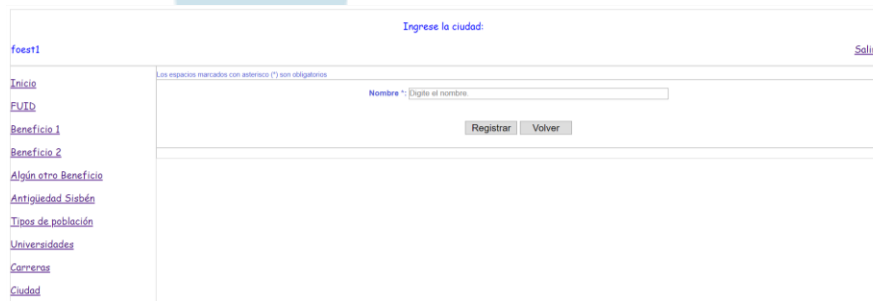 Ingrese la ciudad:
foest1
Salir
Inicio
FUID
Beneficio 1
Beneficio 2
Algún otro Beneficio
Antigüedad Sisbén
Tipos de población
Universidades
Carreras
Ciudad
Los espacios marcados con asterisco (*) son obligatorios
Nombre *: Digite el nombre.
Registrar Volver